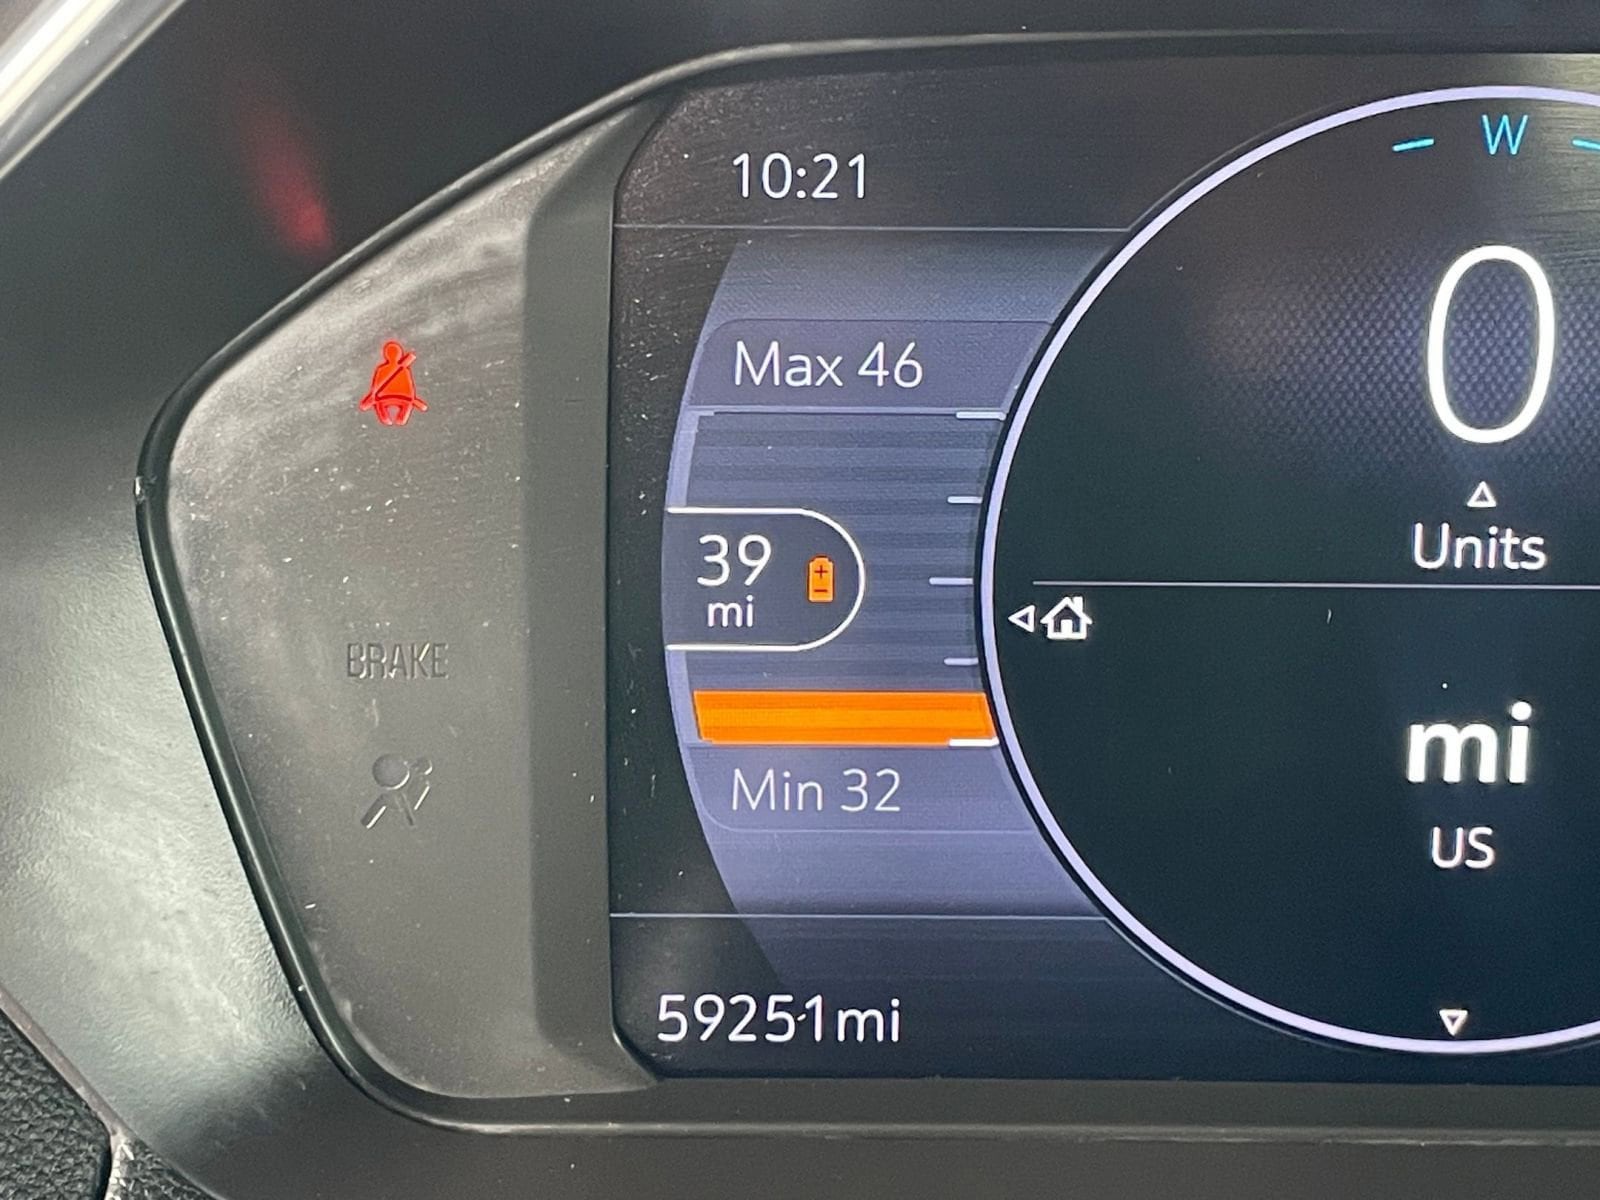 10:21
W
0
Max 46
39
mi
Units
BRAKE
mi
Min 32
US
59251mi